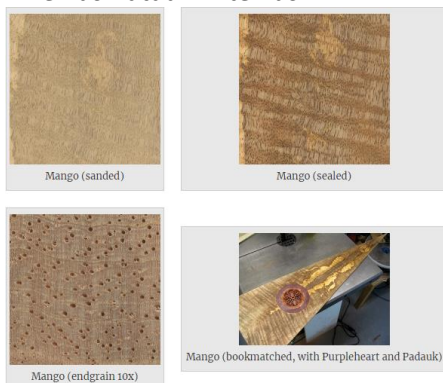 Mango (sanded)
Mango (sealed)
Mango (endgrain 10x)
Mango (bookmatched, with Purpleheart and Padauk)